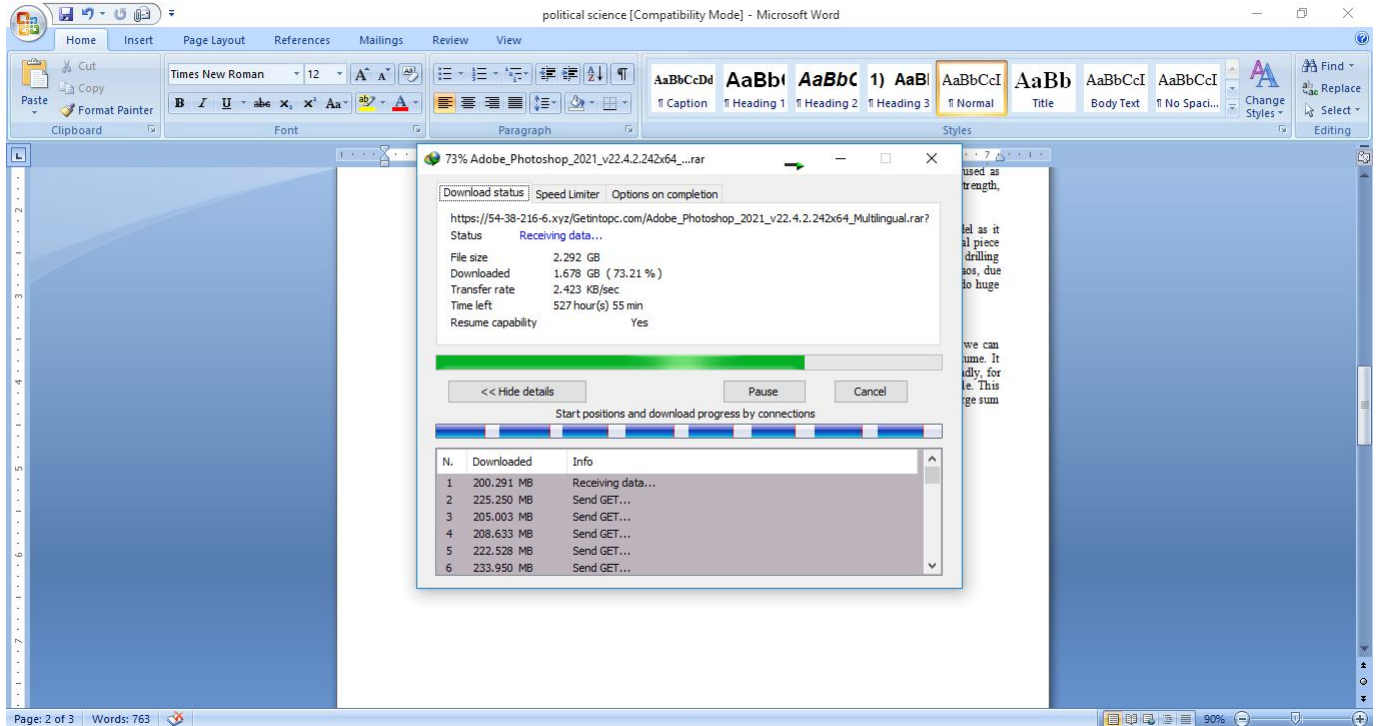 political science [Compatibility Mode] - Microsoft Word
Home Insert Page Layout References Mailings Review View
Paste
Cut
Copy
Format Painter
Clipboard
Times New Roman 12
Font
Paragraph
AaBbCcDd AaBb( AaBbC 1) AaBl AaBbCcI AaBb AaBbCcI AaBbCcI
¶ Caption ¶ Heading 1 ¶ Heading 2 ¶ Heading 3 ¶ Normal Title Body Text ¶ No Spaci...
Change Styles
Styles
Find
Replace
Select
Editing
73% Adobe_Photoshop_2021_v22.4.2.242x64_...rar
Download status Speed Limiter Options on completion
https://54-38-216-6.xyz/Getintopc.com/Adobe_Photoshop_2021_v22.4.2.242x64_Multilingual.rar?
Status Receiving data...
File size 2.292 GB
Downloaded 1.678 GB ( 73.21 % )
Transfer rate 2.423 KB/sec
Time left 527 hour(s) 55 min
Resume capability Yes
<< Hide details Pause Cancel
Start positions and download progress by connections
N. Downloaded Info
1 200.291 MB Receiving data...
2 225.250 MB Send GET...
3 205.003 MB Send GET...
4 208.633 MB Send GET...
5 222.528 MB Send GET...
6 233.950 MB Send GET...
used as
trength,
el as it
al piece
drilling
aos, due
do huge
we can
ume. It
dly, for
le. This
ge sum
Page: 2 of 3 Words: 763 90%